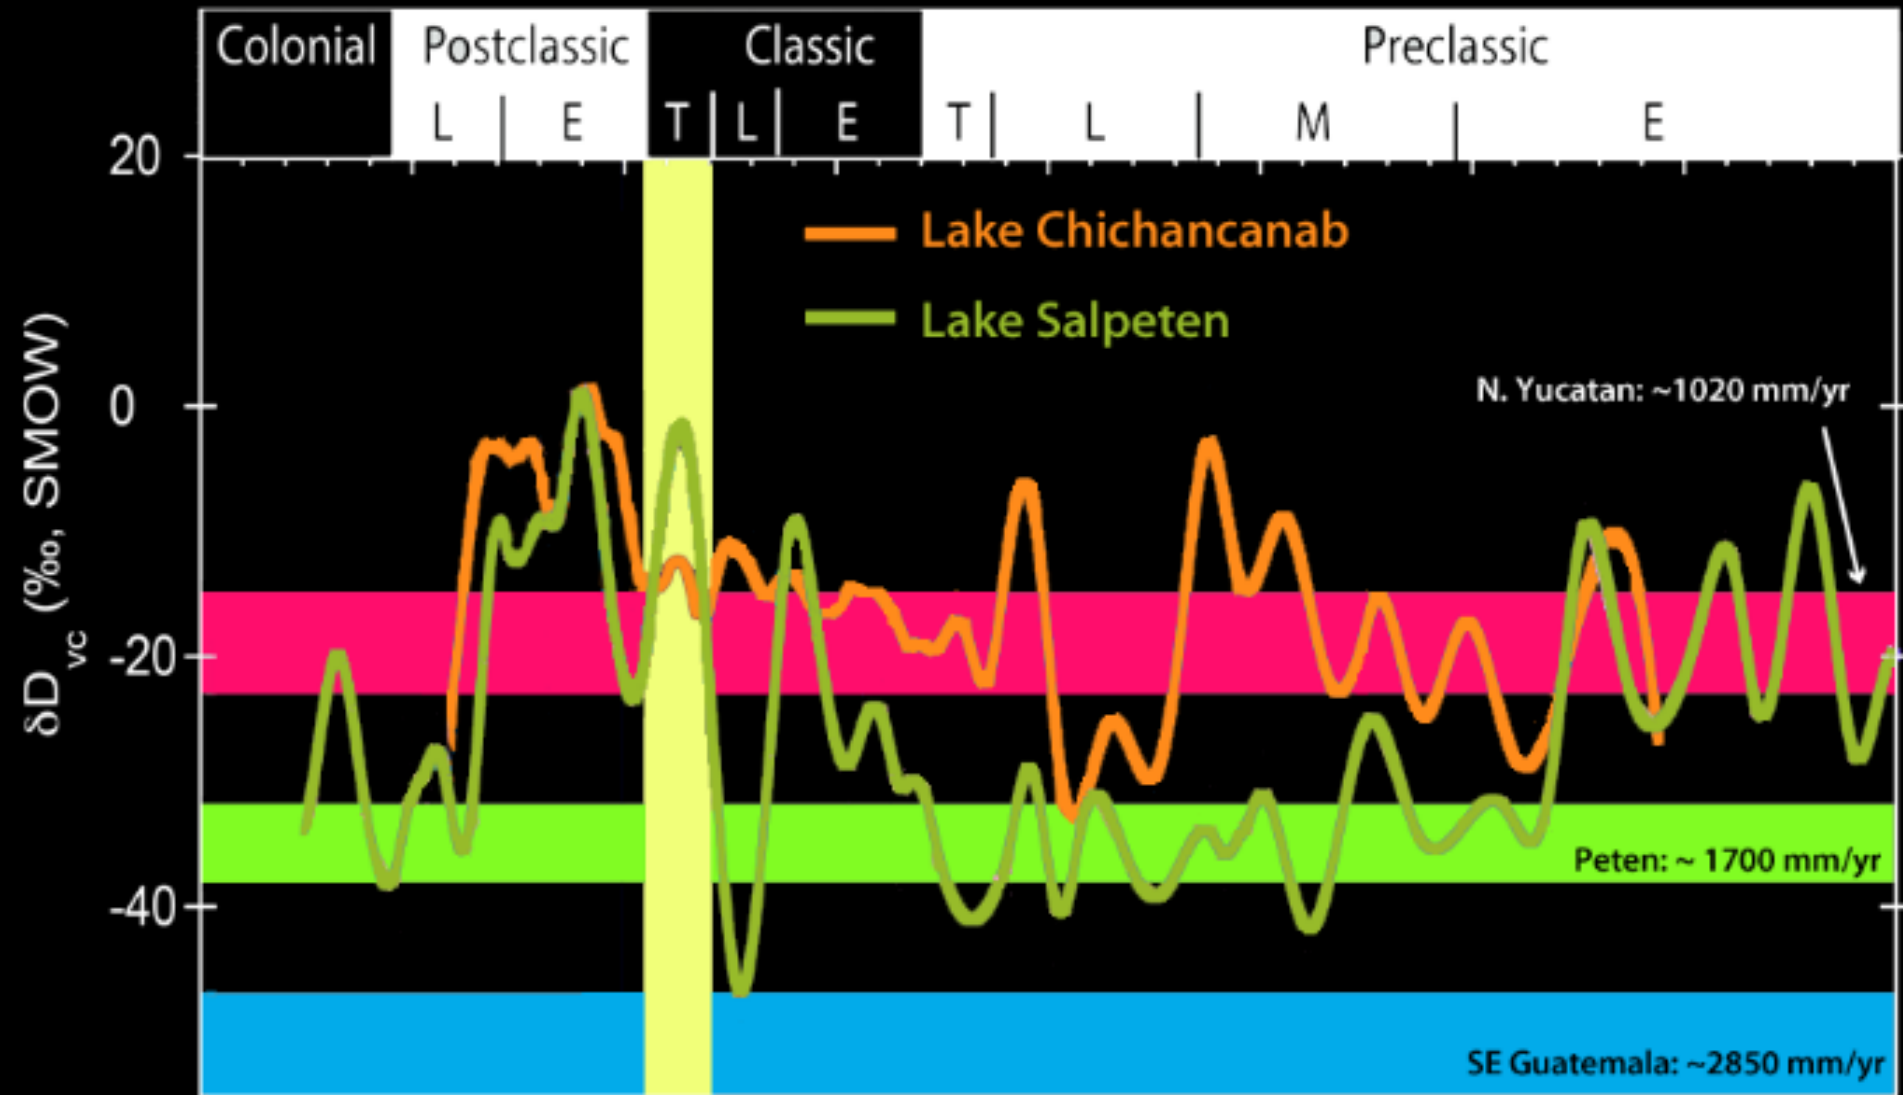 Colonial Postclassic Classic Preclassic
L E T L E T L M E
20
Lake Chichancanab
Lake Salpeten
N. Yucatan: ~1020 mm/yr
0
δD vc (‰, SMOW)
-20
Peten: ~ 1700 mm/yr
-40
SE Guatemala: ~2850 mm/yr